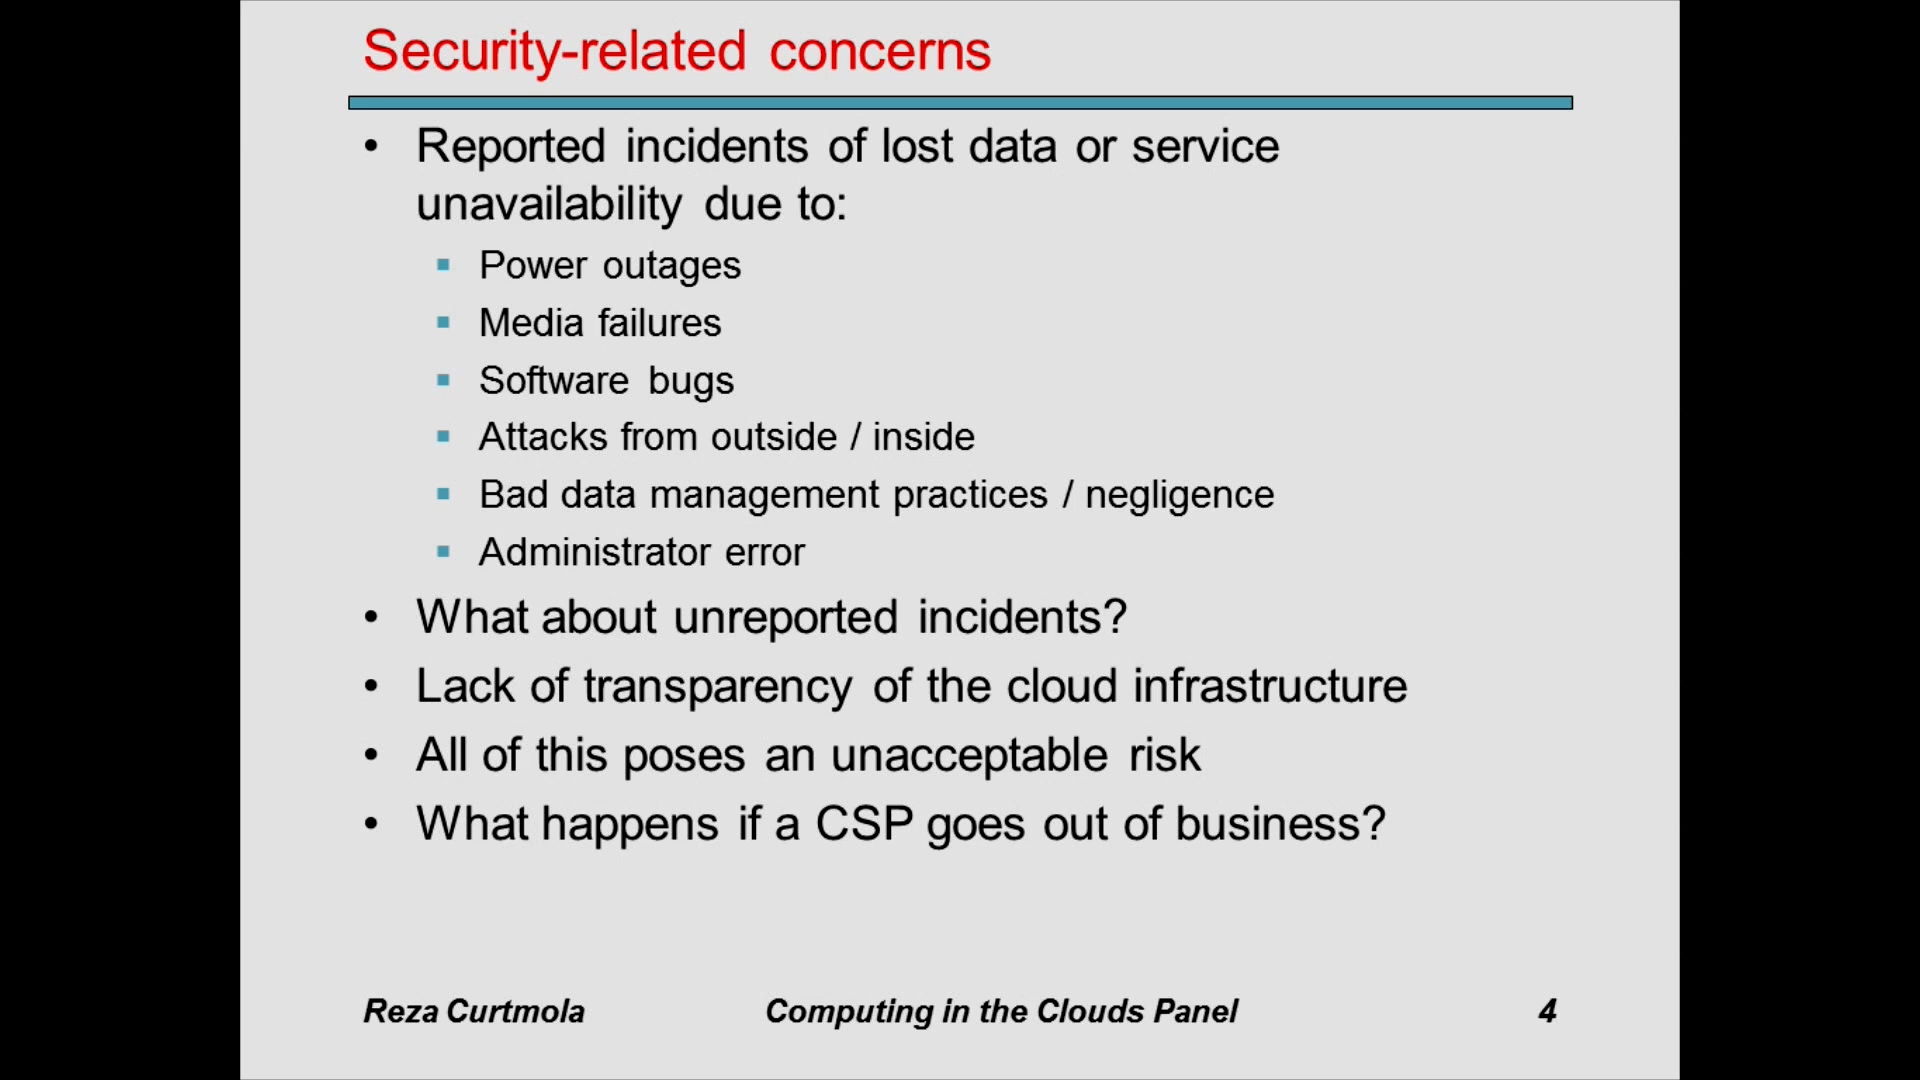 Security-related concerns
• Reported incidents of lost data or service
unavailability due to:
▪ Power outages
▪ Media failures
▪ Software bugs
▪ Attacks from outside / inside
▪ Bad data management practices / negligence
▪ Administrator error
• What about unreported incidents?
• Lack of transparency of the cloud infrastructure
• All of this poses an unacceptable risk
• What happens if a CSP goes out of business?
Reza Curtmola Computing in the Clouds Panel 4